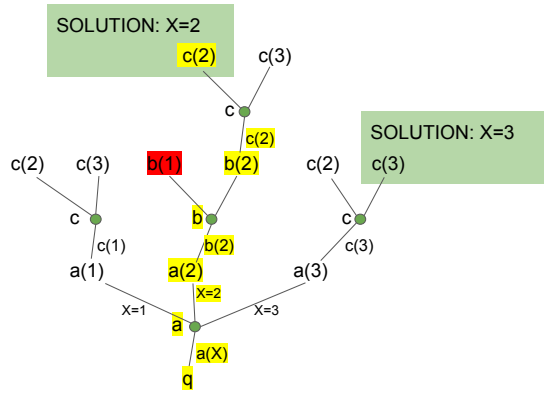 SOLUTION: X=2
c(2)
c(3)
c
c(2)
SOLUTION: X=3
c(2)
c(3)
b(1)
b(2)
c(2)
c(3)
c
b
c
c(1)
b(2)
c(3)
a(1)
a(2)
a(3)
X=1
X=2
X=3
a
a(X)
q